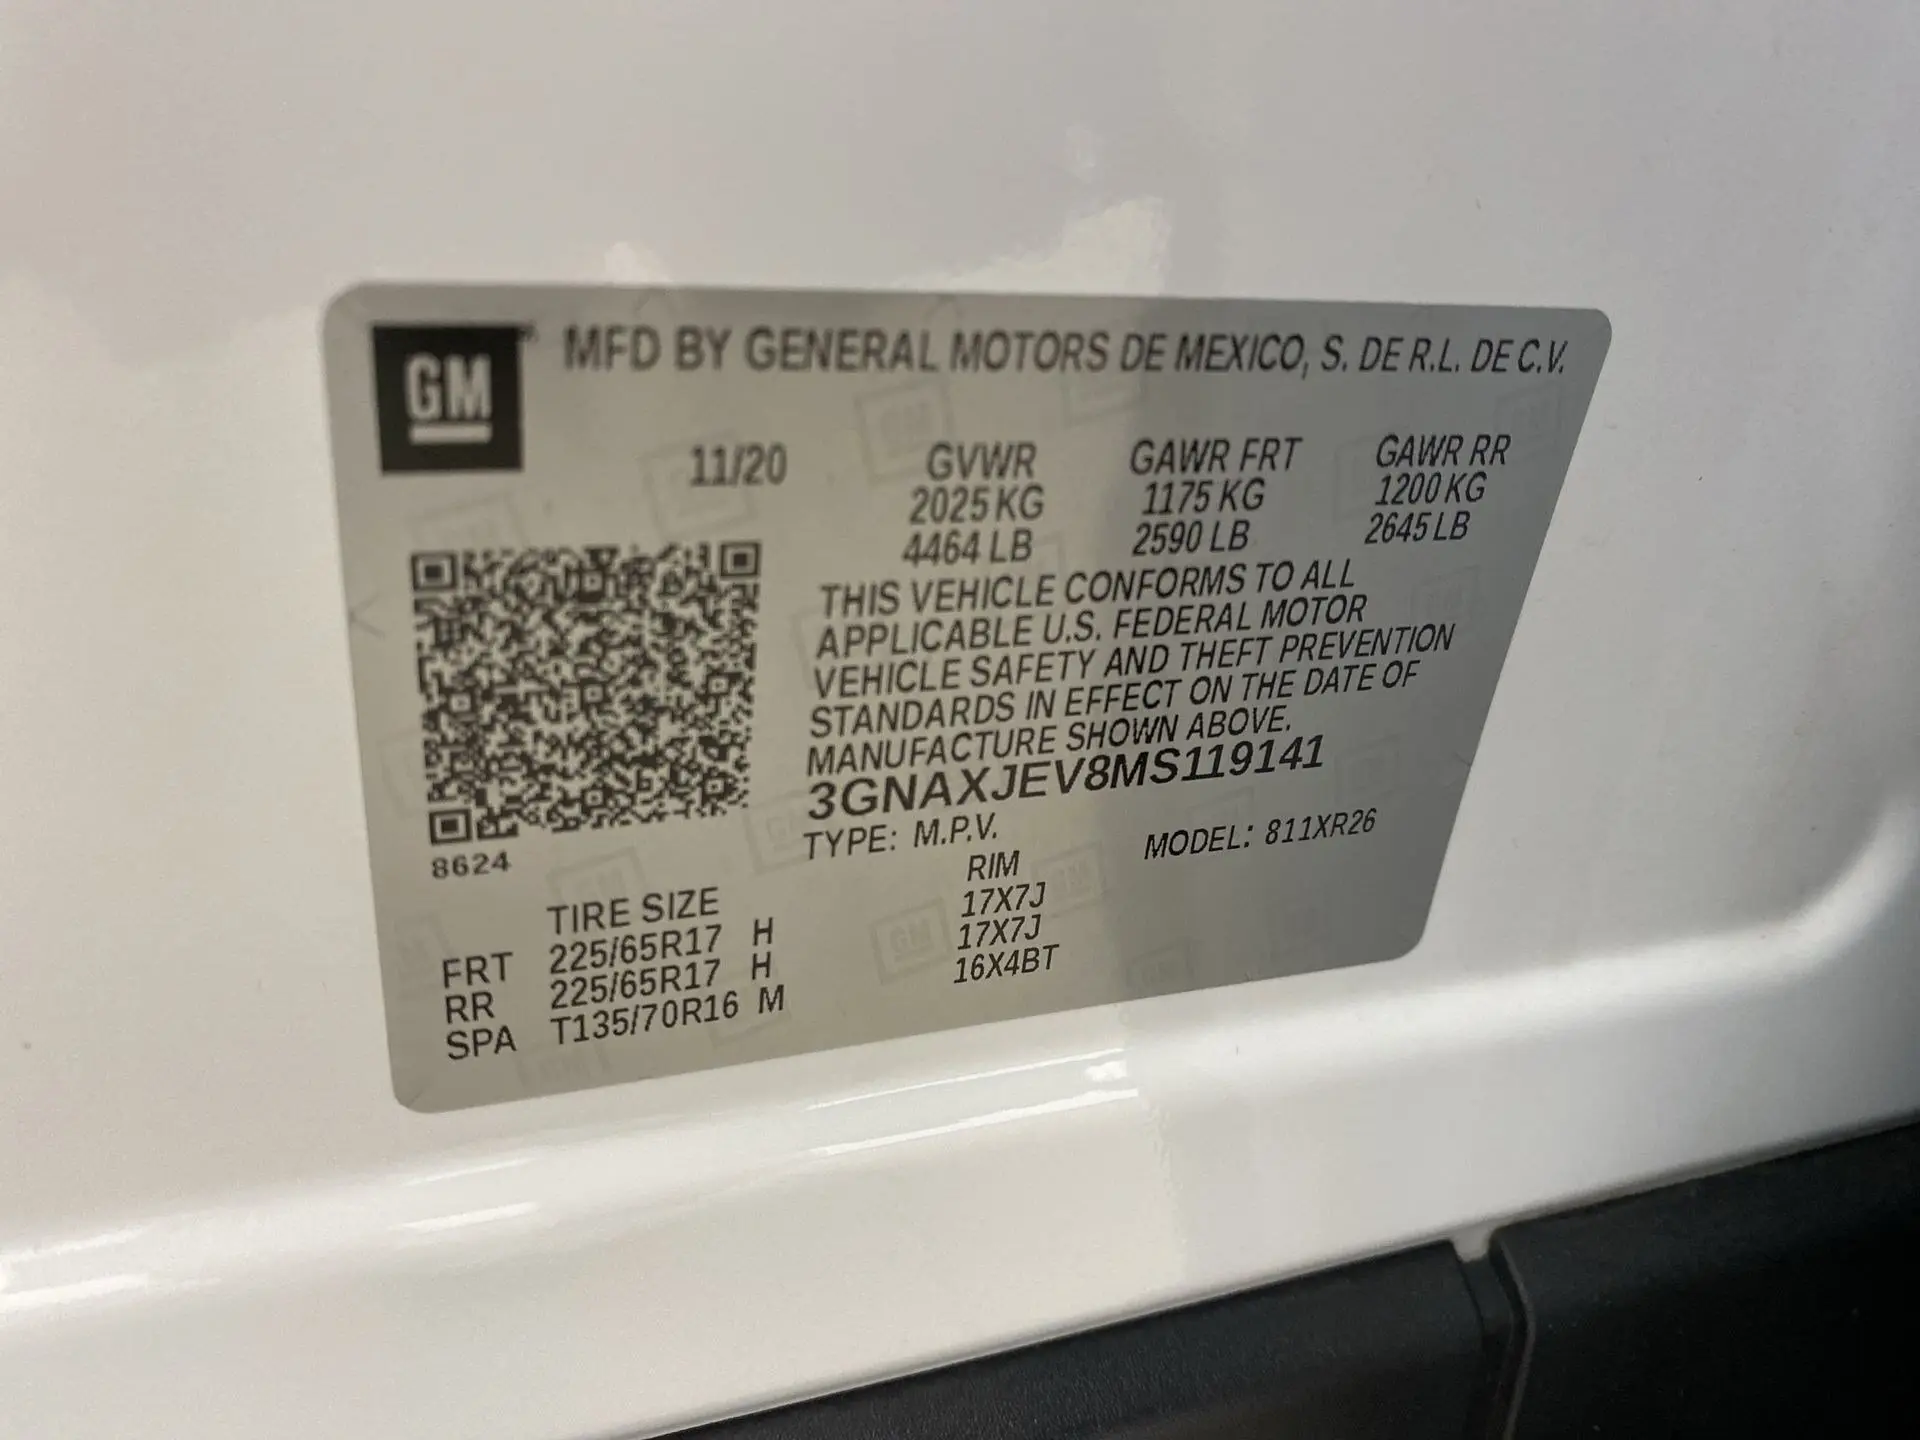 GM
MFD BY GENERAL MOTORS DE MEXICO, S. DE R.L. DE C.V.
11/20 GVWR GAWR FRT GAWR RR
2025 KG 1175 KG 1200 KG
4464 LB 2590 LB 2645 LB
THIS VEHICLE CONFORMS TO ALL
APPLICABLE U.S. FEDERAL MOTOR
VEHICLE SAFETY AND THEFT PREVENTION
STANDARDS IN EFFECT ON THE DATE OF
MANUFACTURE SHOWN ABOVE.
3GNAXJEV8MS119141
TYPE: M.P.V. MODEL: 811XR26
8624
TIRE SIZE RIM
FRT 225/65R17 H 17X7J
RR 225/65R17 H 17X7J
SPA T135/70R16 M 16X4BT